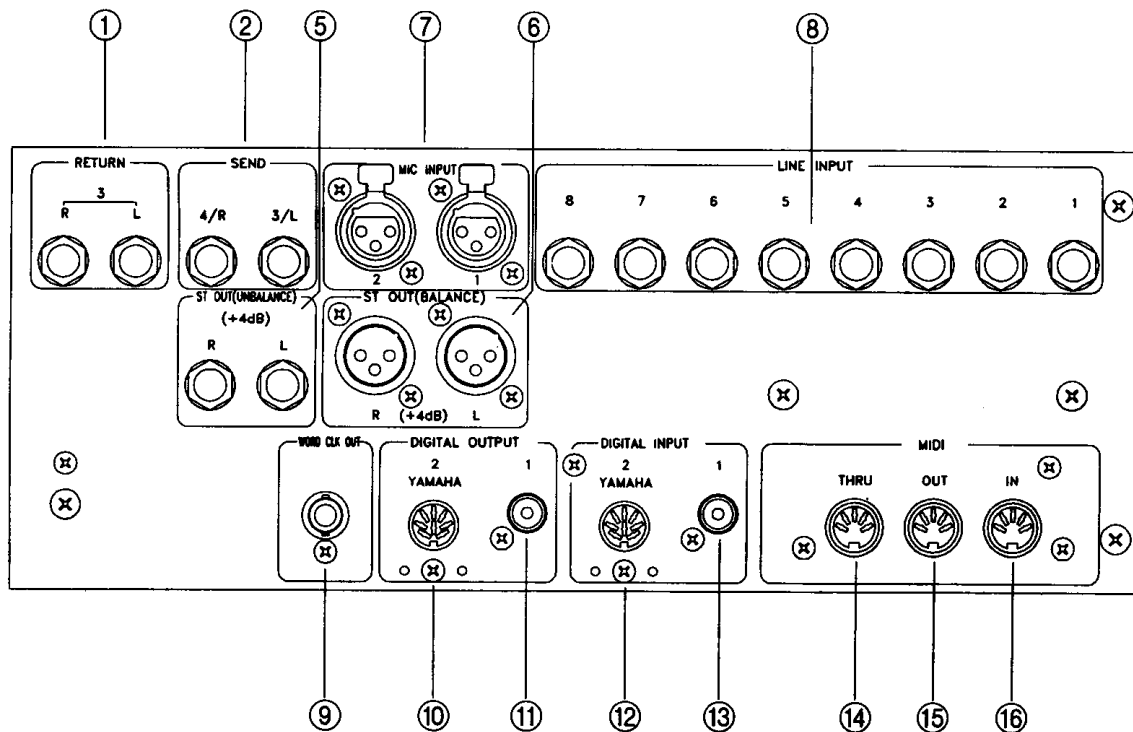 ① ② ⑤ ⑦ ⑥ ⑧
RETURN
3
R L
SEND
4/R 3/L
MIC INPUT
2 1
LINE INPUT
8 7 6 5 4 3 2 1
ST OUT(UNBALANCE)
(+4dB)
R L
ST OUT(BALANCE)
R (+4dB) L
WORD CLK OUT
DIGITAL OUTPUT
2 1
YAMAHA
DIGITAL INPUT
2 1
YAMAHA
MIDI
THRU OUT IN
⑨ ⑩ ⑪ ⑫ ⑬ ⑭ ⑮ ⑯